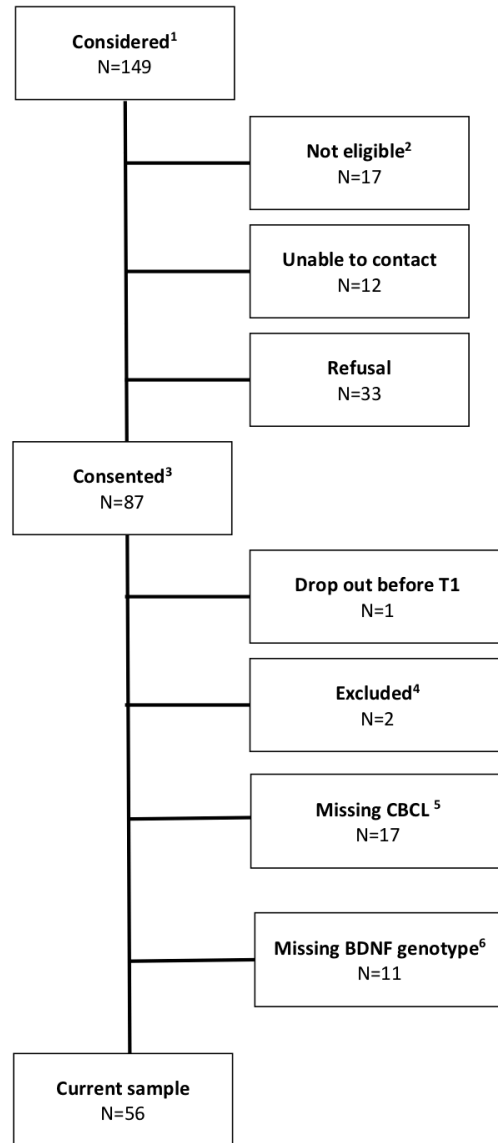 Considered¹
N=149
Not eligible²
N=17
Unable to contact
N=12
Refusal
N=33
Consented³
N=87
Drop out before T1
N=1
Excluded⁴
N=2
Missing CBCL ⁵
N=17
Missing BDNF genotype⁶
N=11
Current sample
N=56